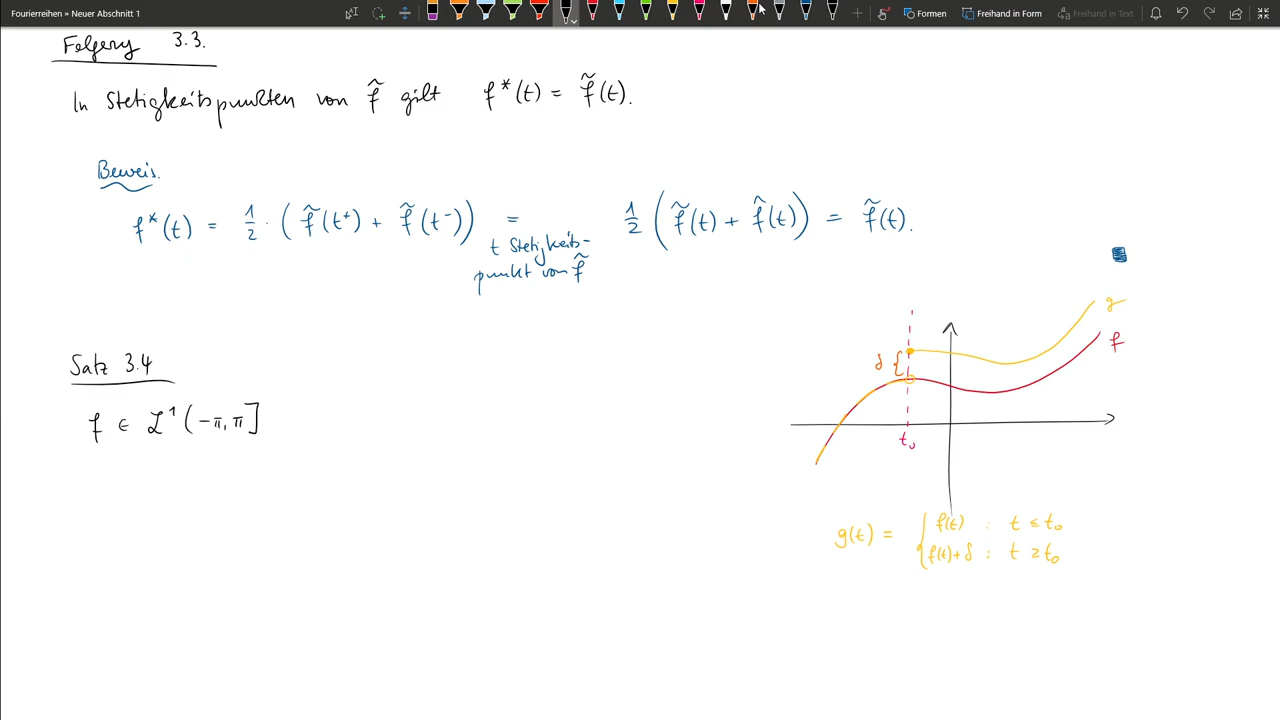 Fourierreihen » Neuer Abschnitt 1
Formen
Freihand in Form
Freihand in Text
Folgerung 3.3.
In Stetigkeitspunkten von f̃ gilt f*(t) = f̃(t).
Beweis.
f*(t) = 1/2 · ( f̃(t⁺) + f̃(t⁻) ) = 1/2 ( f̃(t) + f̂(t) ) = f̃(t).
t Stetigkeits-
punkt von f̃
g
f
δ {
t₀
Satz 3.4
f ∈ ℒ¹(-π, π]
g(t) = { f(t) : t ≤ t₀
f(t)+δ : t ≥ t₀